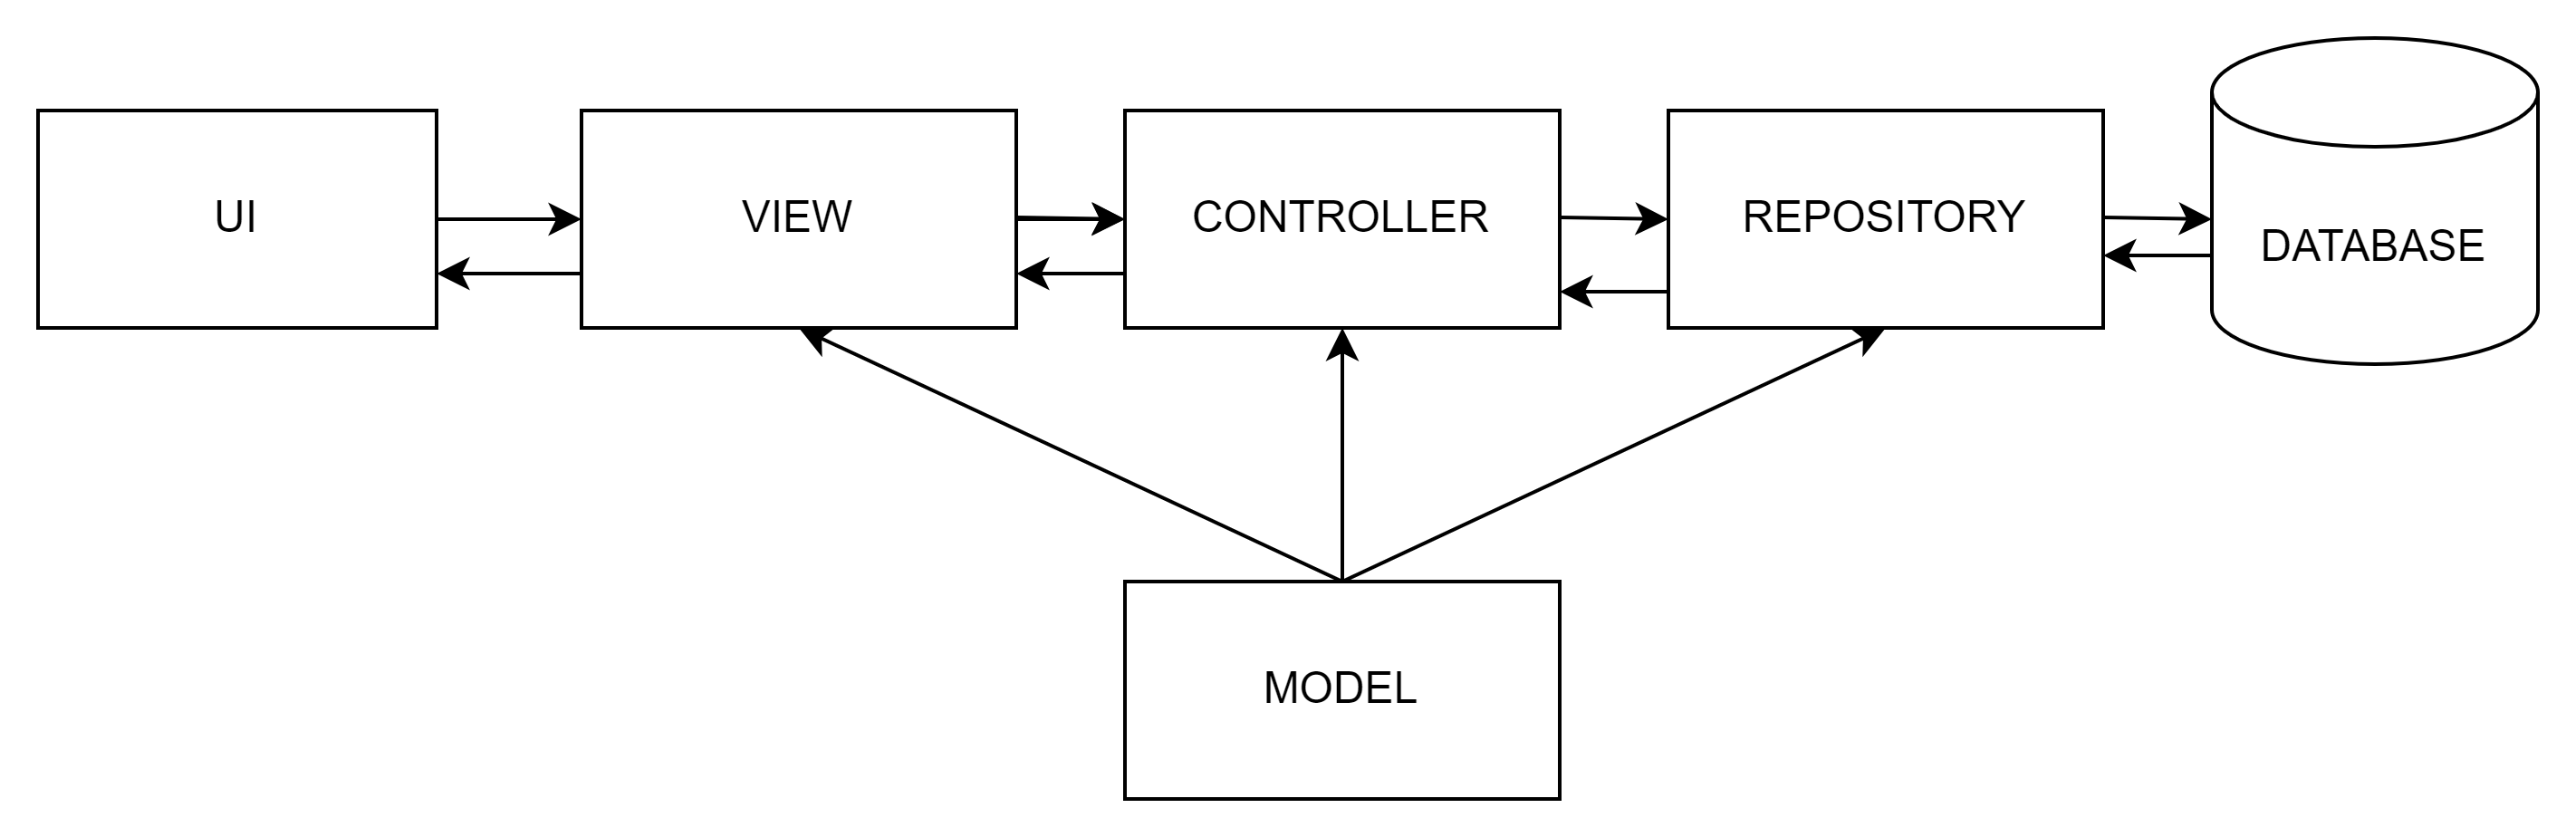 UI
VIEW
CONTROLLER
REPOSITORY
DATABASE
MODEL